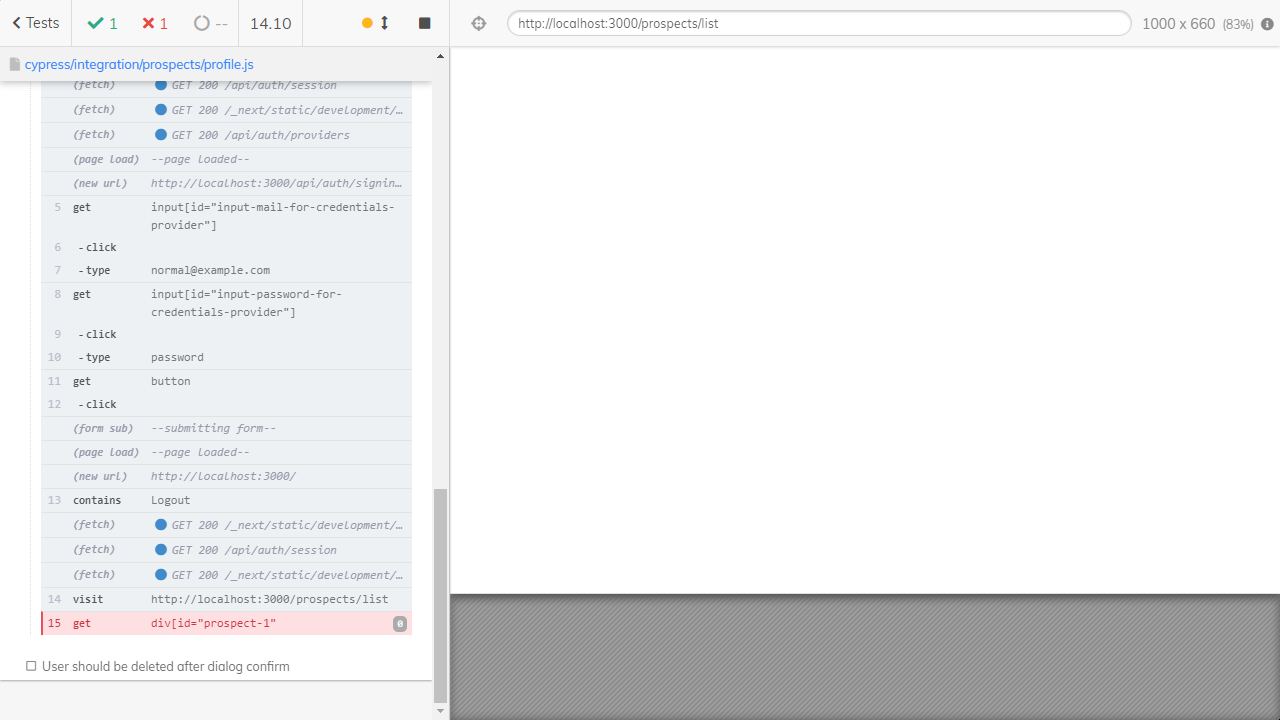 Tests 1 1 -- 14.10 http://localhost:3000/prospects/list 1000 x 660 (83%)
cypress/integration/prospects/profile.js
(fetch) GET 200 /api/auth/session
(fetch) GET 200 /_next/static/development/…
(fetch) GET 200 /api/auth/providers
(page load) --page loaded--
(new url) http://localhost:3000/api/auth/signin…
5 get input[id="input-mail-for-credentials-
provider"]
6 -click
7 -type normal@example.com
8 get input[id="input-password-for-
credentials-provider"]
9 -click
10 -type password
11 get button
12 -click
(form sub) --submitting form--
(page load) --page loaded--
(new url) http://localhost:3000/
13 contains Logout
(fetch) GET 200 /_next/static/development/…
(fetch) GET 200 /api/auth/session
(fetch) GET 200 /_next/static/development/…
14 visit http://localhost:3000/prospects/list
15 get div[id="prospect-1" 0
User should be deleted after dialog confirm